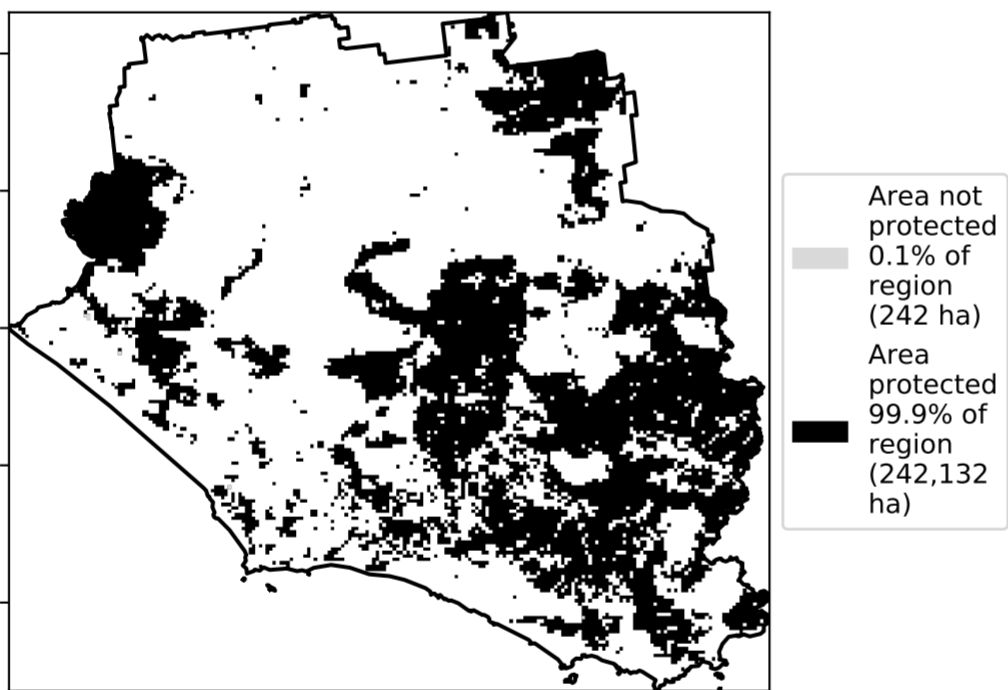 Area not
protected
0.1% of
region
(242 ha)
Area
protected
99.9% of
region
(242,132
ha)